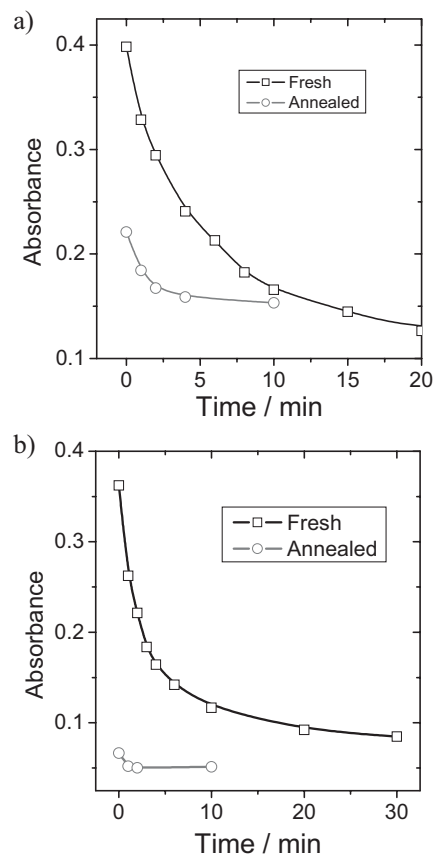 a)
0.4
0.3
0.2
0.1
Absorbance
Fresh
Annealed
0 5 10 15 20
Time / min
b)
0.4
0.3
0.2
0.1
Absorbance
Fresh
Annealed
0 10 20 30
Time / min